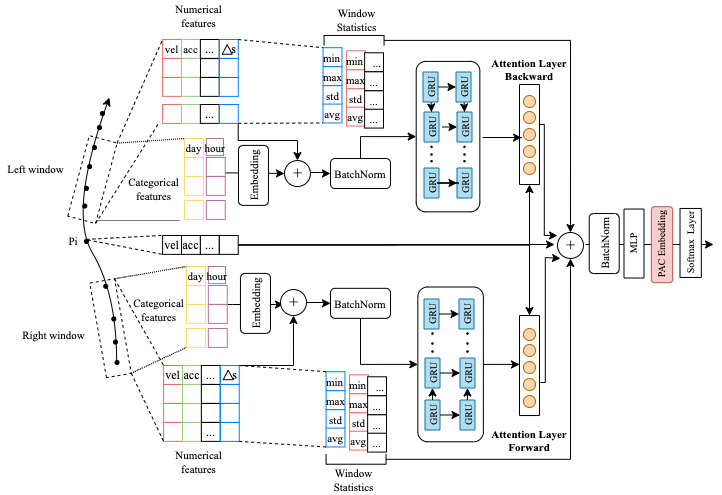 Numerical
features
Window
Statistics
vel acc ... Δs
min min ...
max max ...
std std ...
avg avg ...
...
GRU GRU
GRU GRU
GRU GRU
Attention Layer
Backward
Left window
day hour
Categorical
features
Embedding
+
BatchNorm
Pi
vel acc ...
+
BatchNorm
MLP
PAC Embedding
Softmax Layer
day hour
Categorical
features
Embedding
+
BatchNorm
Right window
GRU GRU
GRU GRU
GRU GRU
vel acc ... Δs
...
min min ...
max max ...
std std ...
avg avg ...
Attention Layer
Forward
Numerical
features
Window
Statistics